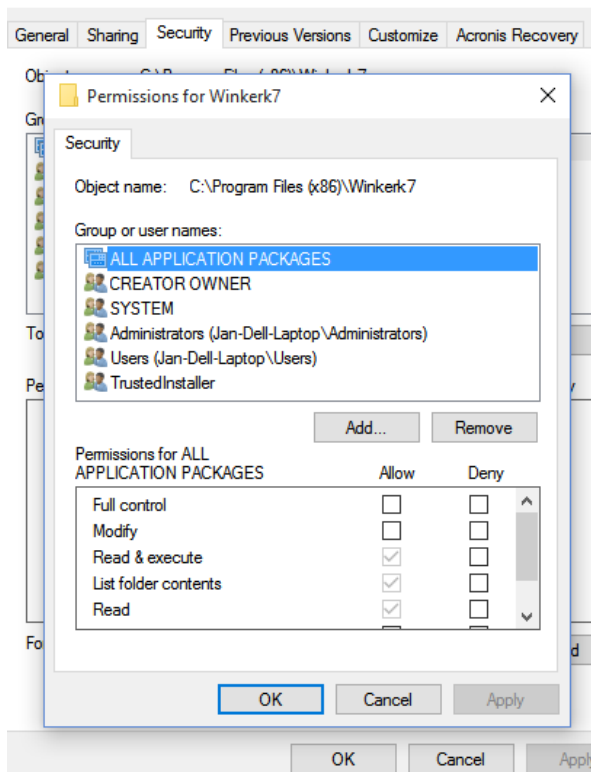 General Sharing Security Previous Versions Customize Acronis Recovery
Permissions for Winkerk7
Security
Object name: C:\Program Files (x86)\Winkerk7
Group or user names:
ALL APPLICATION PACKAGES
CREATOR OWNER
SYSTEM
Administrators (Jan-Dell-Laptop\Administrators)
Users (Jan-Dell-Laptop\Users)
TrustedInstaller
Add... Remove
Permissions for ALL
APPLICATION PACKAGES Allow Deny
Full control
Modify
Read & execute
List folder contents
Read
OK Cancel Apply
OK Cancel Apply